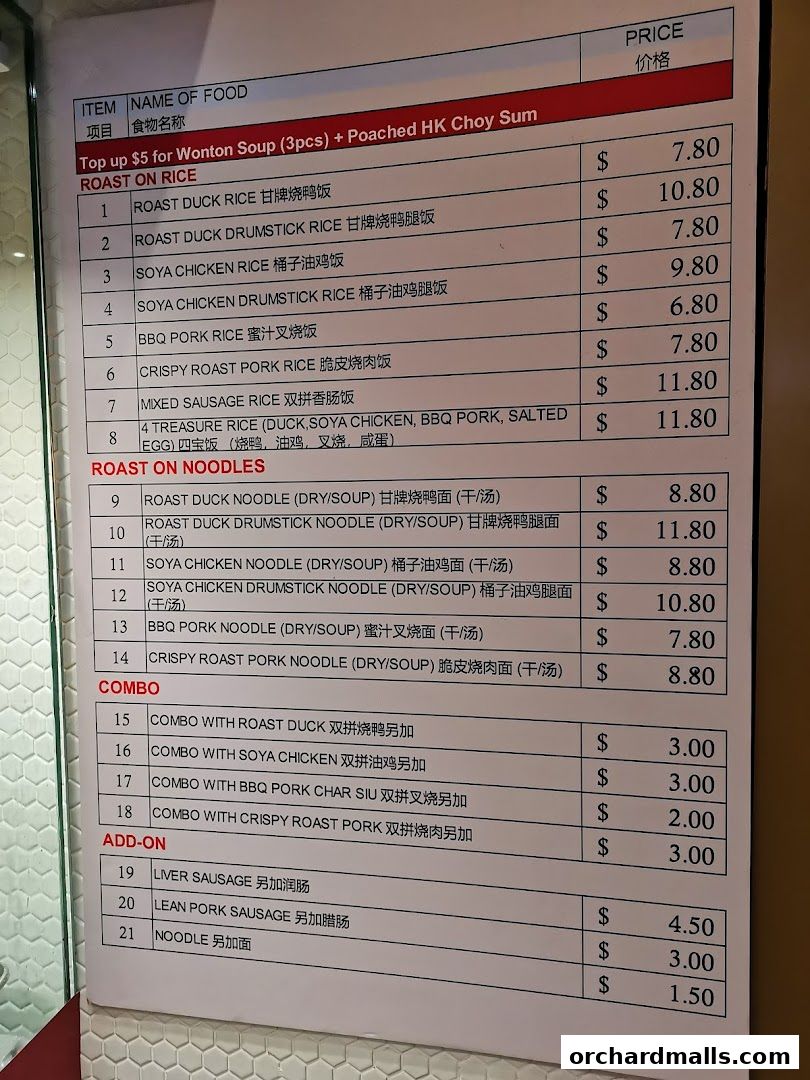 ITEM NAME OF FOOD PRICE
项目 食物名称 价格
Top up $5 for Wonton Soup (3pcs) + Poached HK Choy Sum
ROAST ON RICE
1 ROAST DUCK RICE 甘牌烧鸭饭 $ 7.80
2 ROAST DUCK DRUMSTICK RICE 甘牌烧鸭腿饭 $ 10.80
3 SOYA CHICKEN RICE 桶子油鸡饭 $ 7.80
4 SOYA CHICKEN DRUMSTICK RICE 桶子油鸡腿饭 $ 9.80
5 BBQ PORK RICE 蜜汁叉烧饭 $ 6.80
6 CRISPY ROAST PORK RICE 脆皮烧肉饭 $ 7.80
7 MIXED SAUSAGE RICE 双拼香肠饭 $ 11.80
8 4 TREASURE RICE (DUCK,SOYA CHICKEN, BBQ PORK, SALTED
EGG) 四宝饭 （烧鸭，油鸡，叉烧，咸蛋） $ 11.80
ROAST ON NOODLES
9 ROAST DUCK NOODLE (DRY/SOUP) 甘牌烧鸭面 (干/汤) $ 8.80
10 ROAST DUCK DRUMSTICK NOODLE (DRY/SOUP) 甘牌烧鸭腿面
(干/汤) $ 11.80
11 SOYA CHICKEN NOODLE (DRY/SOUP) 桶子油鸡面 (干/汤) $ 8.80
12 SOYA CHICKEN DRUMSTICK NOODLE (DRY/SOUP) 桶子油鸡腿面
(干/汤) $ 10.80
13 BBQ PORK NOODLE (DRY/SOUP) 蜜汁叉烧面 (干/汤) $ 7.80
14 CRISPY ROAST PORK NOODLE (DRY/SOUP) 脆皮烧肉面 (干/汤) $ 8.80
COMBO
15 COMBO WITH ROAST DUCK 双拼烧鸭另加 $ 3.00
16 COMBO WITH SOYA CHICKEN 双拼油鸡另加 $ 3.00
17 COMBO WITH BBQ PORK CHAR SIU 双拼叉烧另加 $ 2.00
18 COMBO WITH CRISPY ROAST PORK 双拼烧肉另加 $ 3.00
ADD-ON
19 LIVER SAUSAGE 另加润肠 $ 4.50
20 LEAN PORK SAUSAGE 另加腊肠 $ 3.00
21 NOODLE 另加面 $ 1.50
orchardmalls.com